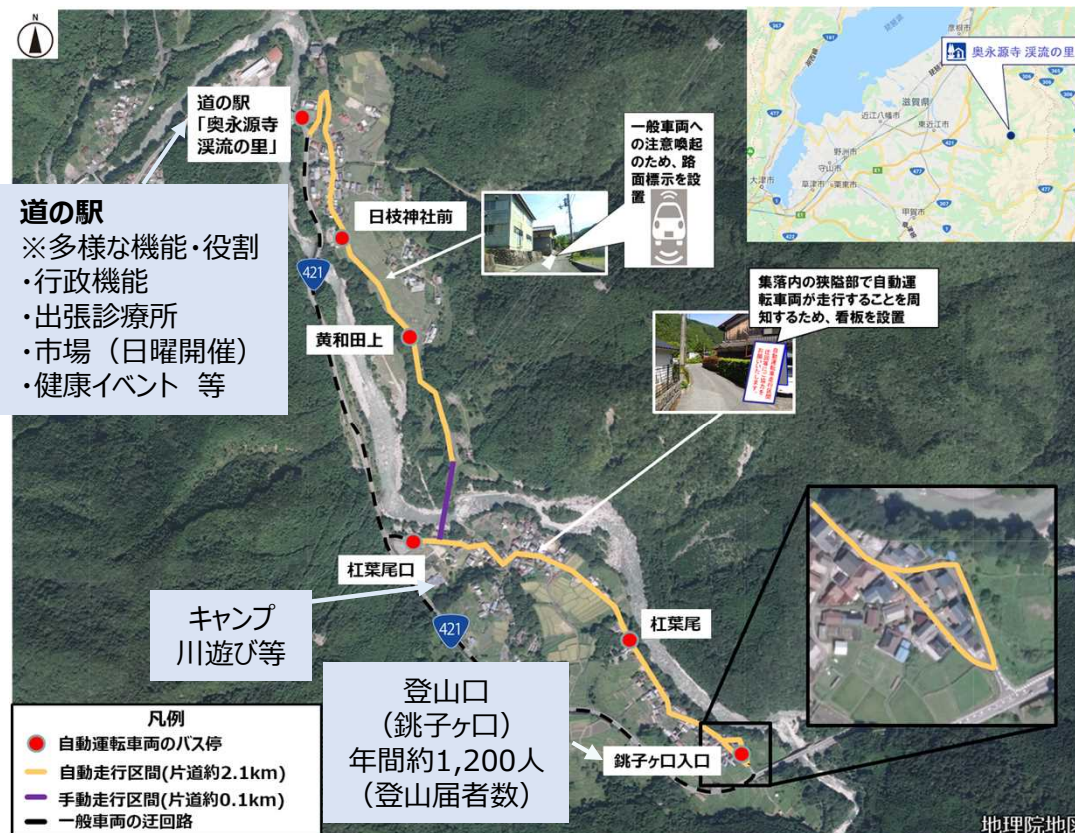 N
道の駅
「奥永源寺
渓流の里」
道の駅
※多様な機能・役割
・行政機能
・出張診療所
・市場（日曜開催）
・健康イベント 等
日枝神社前
421
黄和田上
一般車両へ
の注意喚起
のため、路
面標示を設
置
彦根市
奥永源寺 渓流の里
琵琶湖
滋賀県
近江八幡市
東近江市
野洲市
守山市
大津市
草津市
栗東市
甲賀市
421
477
集落内の狭隘部で自動運
転車両が走行することを周
知するため、看板を設置
杠葉尾口
キャンプ
川遊び等
421
杠葉尾
登山口
（銚子ヶ口）
年間約1,200人
（登山届者数）
銚子ヶ口入口
凡例
自動運転車両のバス停
自動走行区間(片道約2.1km)
手動走行区間(片道約0.1km)
一般車両の迂回路
地理院地図